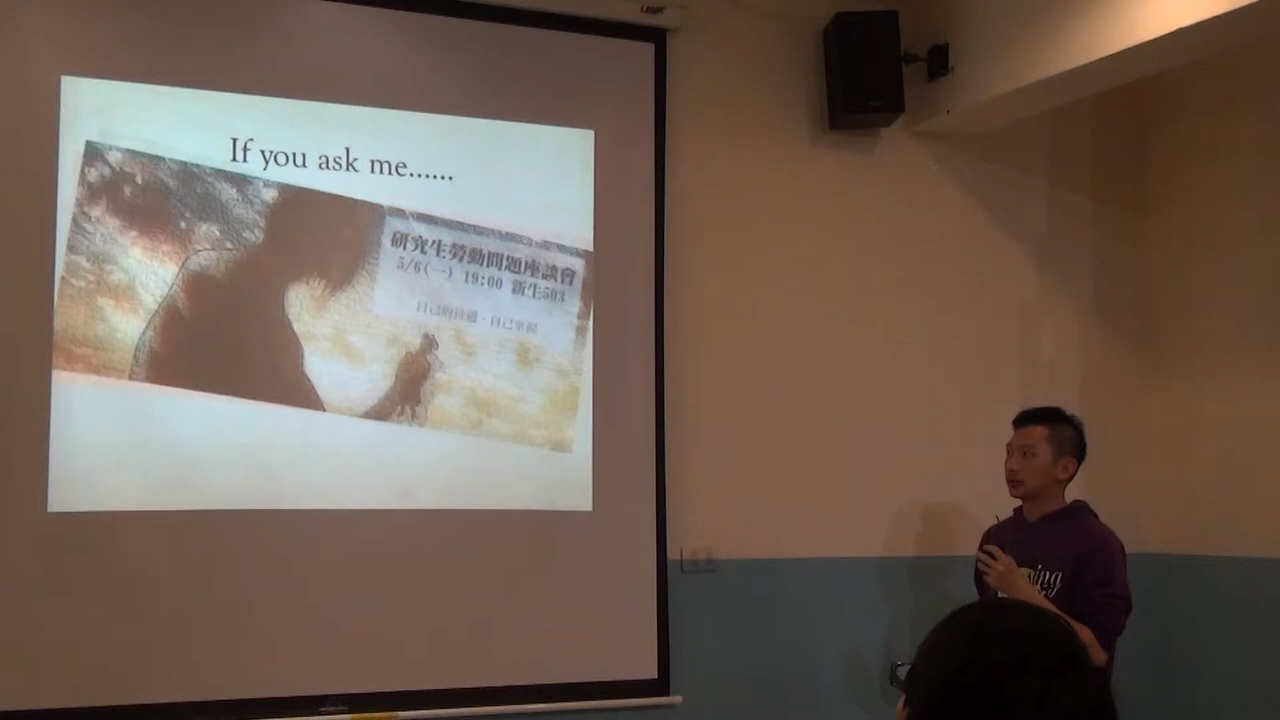 If you ask me......
研究生勞動問題座談會
5/6(一) 19:00 新生503